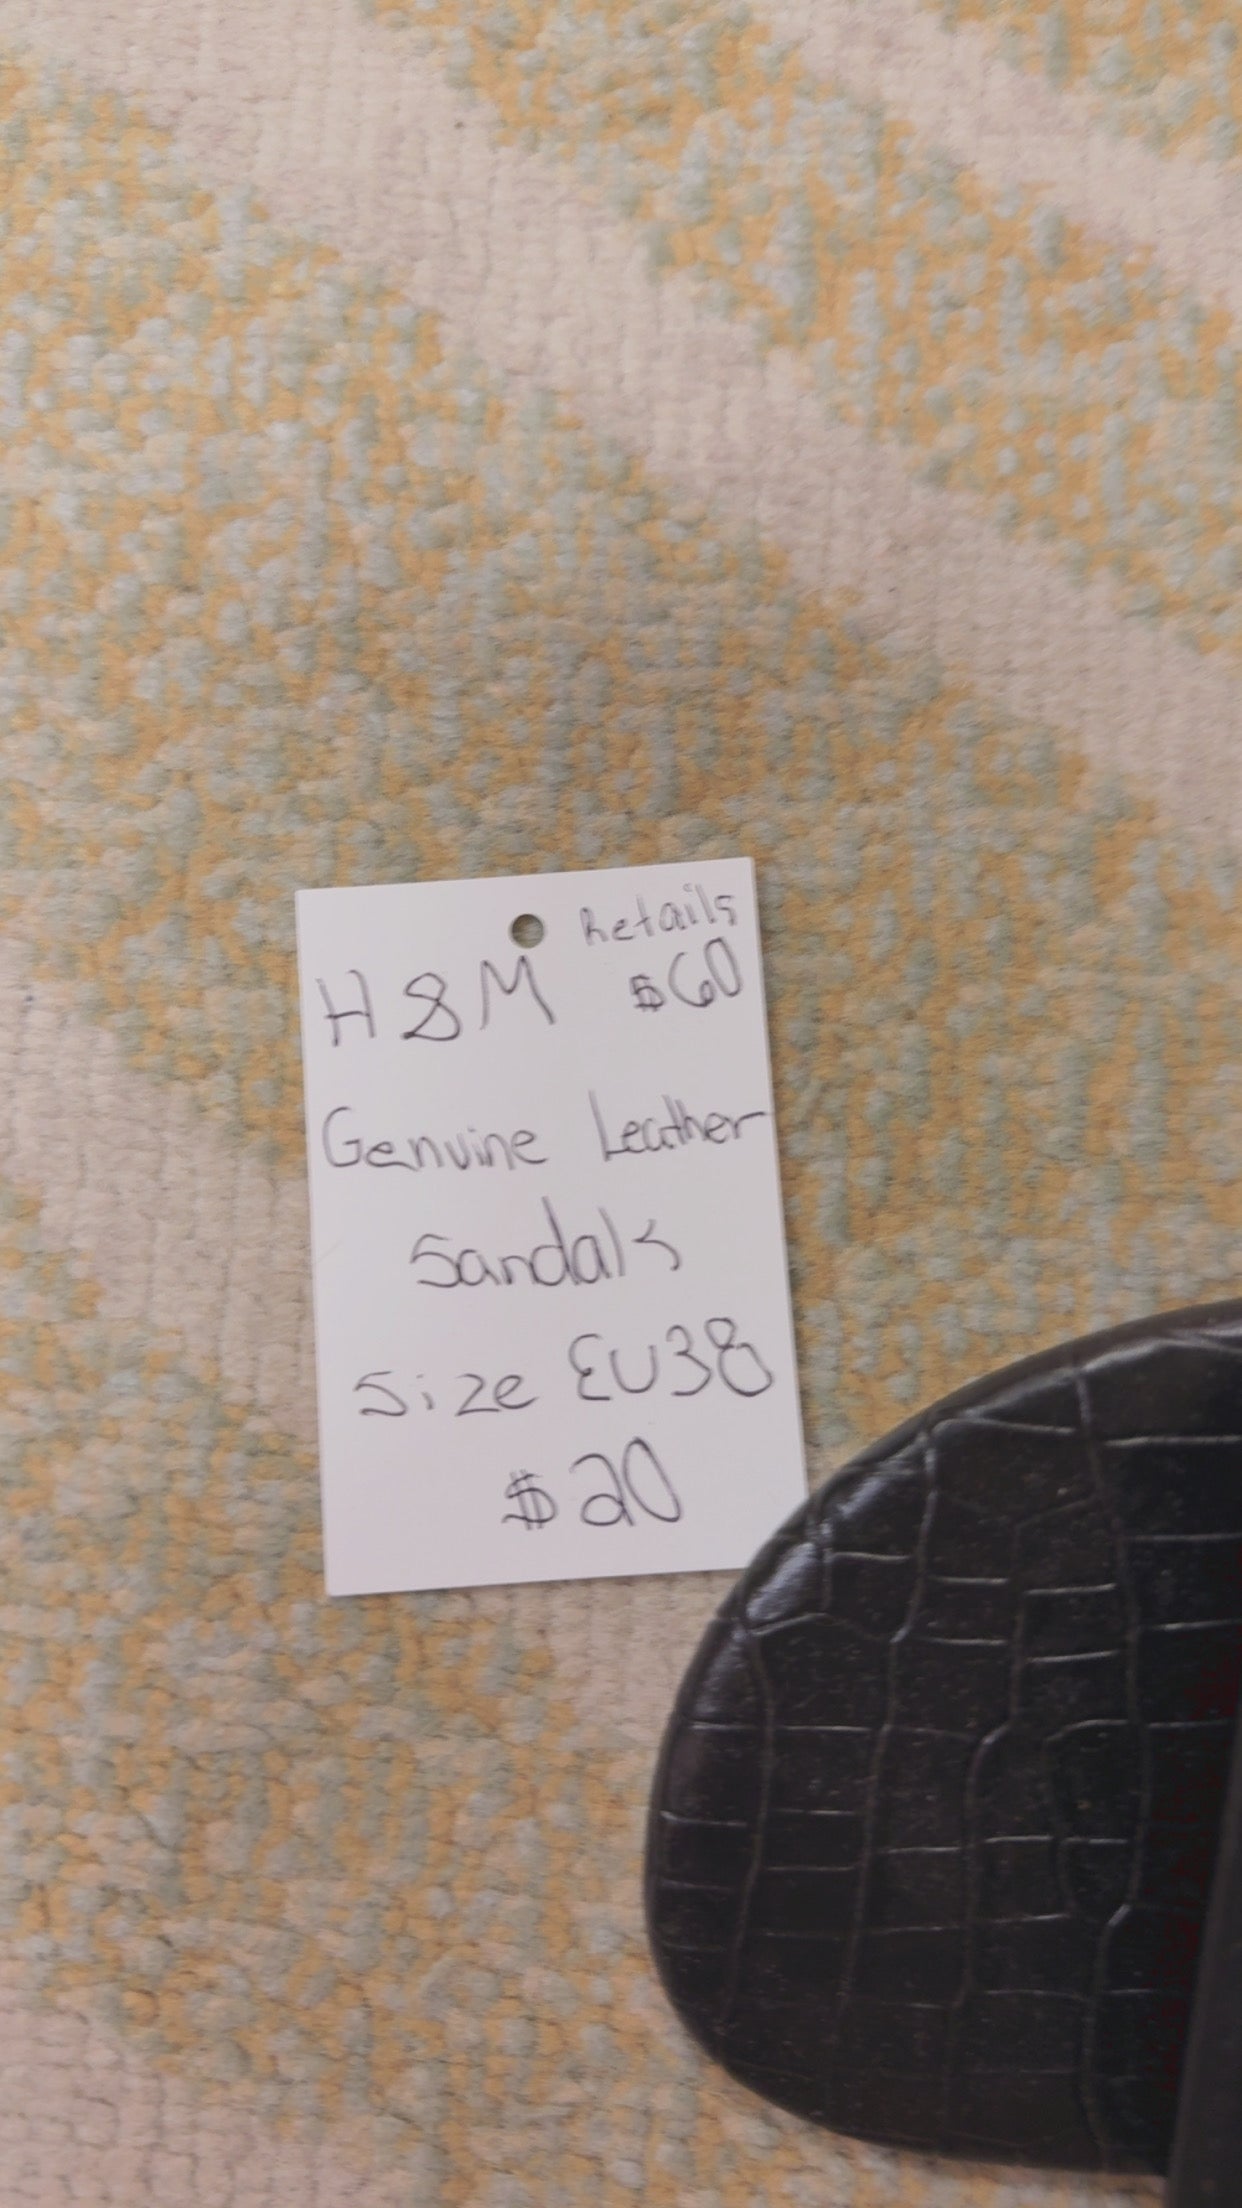 Retails
H&M $60
Genuine Leather
Sandals
Size EU38
$20